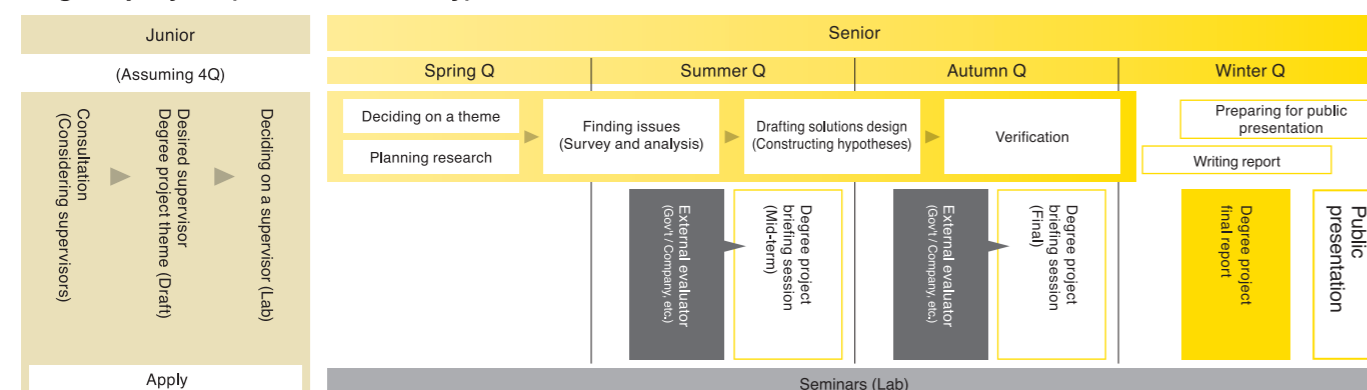 Junior
(Assuming 4Q)
Consultation
(Considering supervisors)
Desired supervisor
Degree project theme (Draft)
Deciding on a supervisor (Lab)
Apply
Senior
Spring Q
Summer Q
Autumn Q
Winter Q
Deciding on a theme
Planning research
Finding issues
(Survey and analysis)
Drafting solutions design
(Constructing hypotheses)
Verification
Preparing for public
presentation
Writing report
External evaluator
(Gov't / Company, etc.)
Degree project
briefing session
(Mid-term)
External evaluator
(Gov't / Company, etc.)
Degree project
briefing session
(Final)
Degree project
final report
Public
presentation
Seminars (Lab)